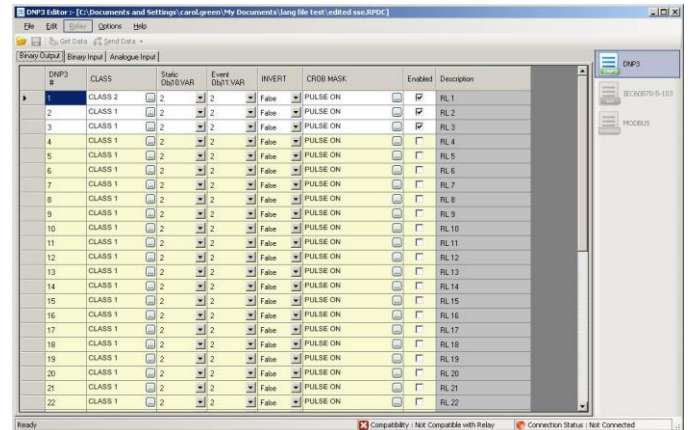 DNP3 Editor :- [C:\Documents and Settings\carol.green\My Documents\lang file test\edited sse.RPDC]
File Edit Relay Options Help
Get Data Send Data
Binary Output Binary Input Analogue Input
DNP3 # CLASS Static Obj10:VAR Event Obj11:VAR INVERT CROB MASK Enabled Description
1 CLASS 2 ... 2 2 False PULSE ON ... RL 1
2 CLASS 1 ... 2 2 False PULSE ON ... RL 2
3 CLASS 1 ... 2 2 False PULSE ON ... RL 3
4 CLASS 1 ... 2 2 False PULSE ON ... RL 4
5 CLASS 1 ... 2 2 False PULSE ON ... RL 5
6 CLASS 1 ... 2 2 False PULSE ON ... RL 6
7 CLASS 1 ... 2 2 False PULSE ON ... RL 7
8 CLASS 1 ... 2 2 False PULSE ON ... RL 8
9 CLASS 1 ... 2 2 False PULSE ON ... RL 9
10 CLASS 1 ... 2 2 False PULSE ON ... RL 10
11 CLASS 1 ... 2 2 False PULSE ON ... RL 11
12 CLASS 1 ... 2 2 False PULSE ON ... RL 12
13 CLASS 1 ... 2 2 False PULSE ON ... RL 13
14 CLASS 1 ... 2 2 False PULSE ON ... RL 14
15 CLASS 1 ... 2 2 False PULSE ON ... RL 15
16 CLASS 1 ... 2 2 False PULSE ON ... RL 16
17 CLASS 1 ... 2 2 False PULSE ON ... RL 17
18 CLASS 1 ... 2 2 False PULSE ON ... RL 18
19 CLASS 1 ... 2 2 False PULSE ON ... RL 19
20 CLASS 1 ... 2 2 False PULSE ON ... RL 20
21 CLASS 1 ... 2 2 False PULSE ON ... RL 21
22 CLASS 1 ... 2 2 False PULSE ON ... RL 22
DNP3
IEC60870-5-103
MODBUS
Ready Compatibility : Not Compatible with Relay Connection Status : Not Connected